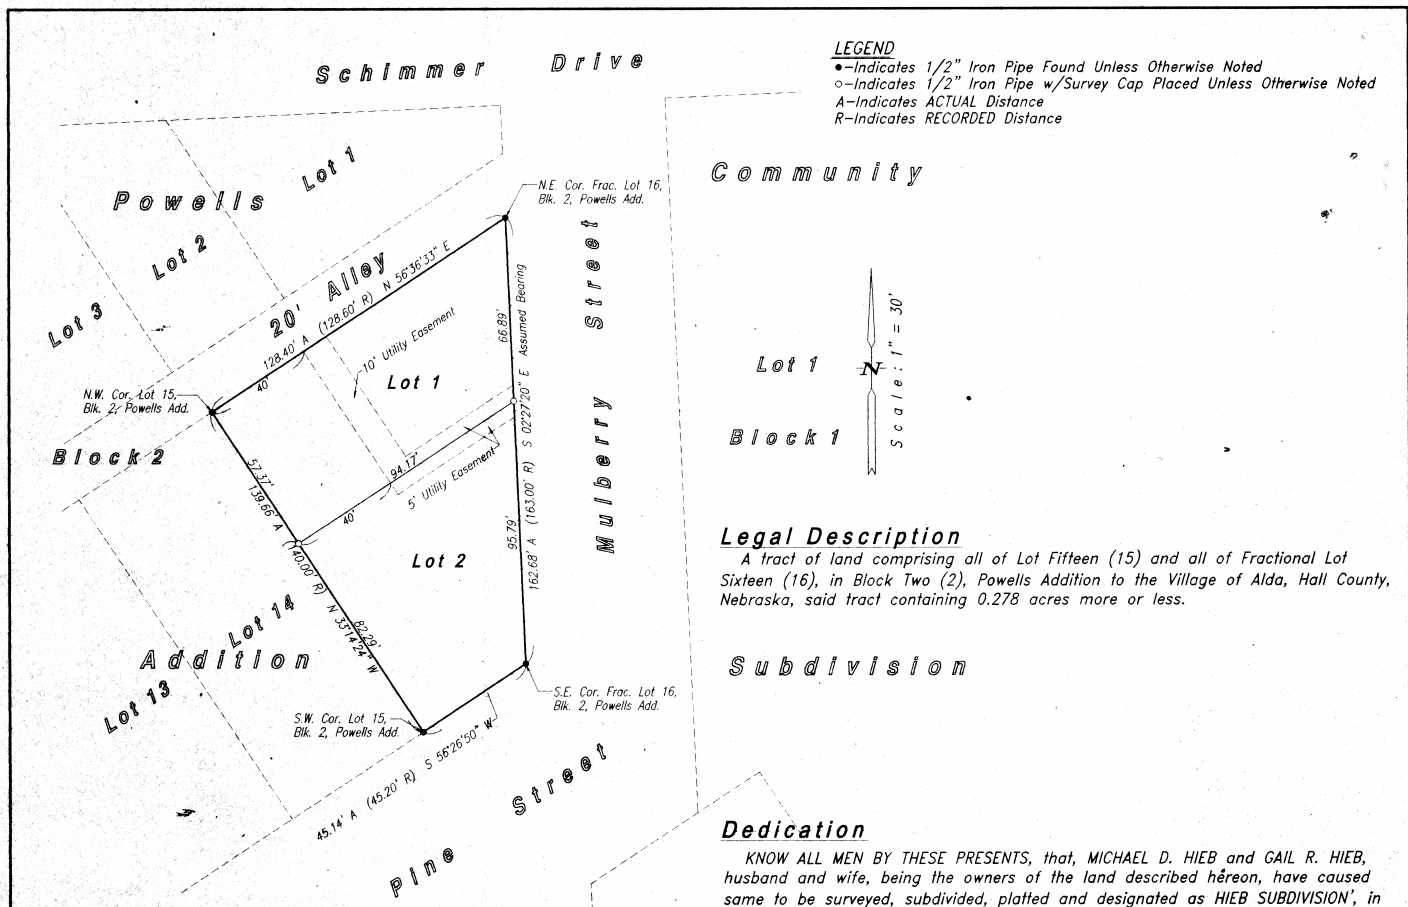 Schimmer Drive
LEGEND
●-Indicates 1/2" Iron Pipe Found Unless Otherwise Noted
○-Indicates 1/2" Iron Pipe w/Survey Cap Placed Unless Otherwise Noted
A-Indicates ACTUAL Distance
R-Indicates RECORDED Distance
Powells
Lot 1
Lot 2
Lot 3
N.E. Cor. Frac. Lot 16,
Blk. 2, Powells Add.
Community
20' Alley
128.40' A (128.60' R) N 56°36'33" E
40'
10' Utility Easement
Lot 1
66.89'
S 02°27'20" E Assumed Bearing
Mulberry Street
N.W. Cor. Lot 15,
Blk. 2, Powells Add.
Block 2
57.37'
139.66' A (140.00' R) N 33°14'24" W
94.17'
40'
5' Utility Easement
95.79'
162.68' A (163.00' R)
Lot 2
82.29'
Lot 14
Addition
Lot 13
S.W. Cor. Lot 15,
Blk. 2, Powells Add.
S.E. Cor. Frac. Lot 16,
Blk. 2, Powells Add.
45.14' A (45.20' R) S 56°26'50" W
Pine Street
Lot 1
Block 1
N
Scale: 1" = 30'
Legal Description
A tract of land comprising all of Lot Fifteen (15) and all of Fractional Lot
Sixteen (16), in Block Two (2), Powells Addition to the Village of Alda, Hall County,
Nebraska, said tract containing 0.278 acres more or less.
Subdivision
Dedication
KNOW ALL MEN BY THESE PRESENTS, that, MICHAEL D. HIEB and GAIL R. HIEB,
husband and wife, being the owners of the land described hereon, have caused
same to be surveyed, subdivided, platted and designated as HIEB SUBDIVISION', in